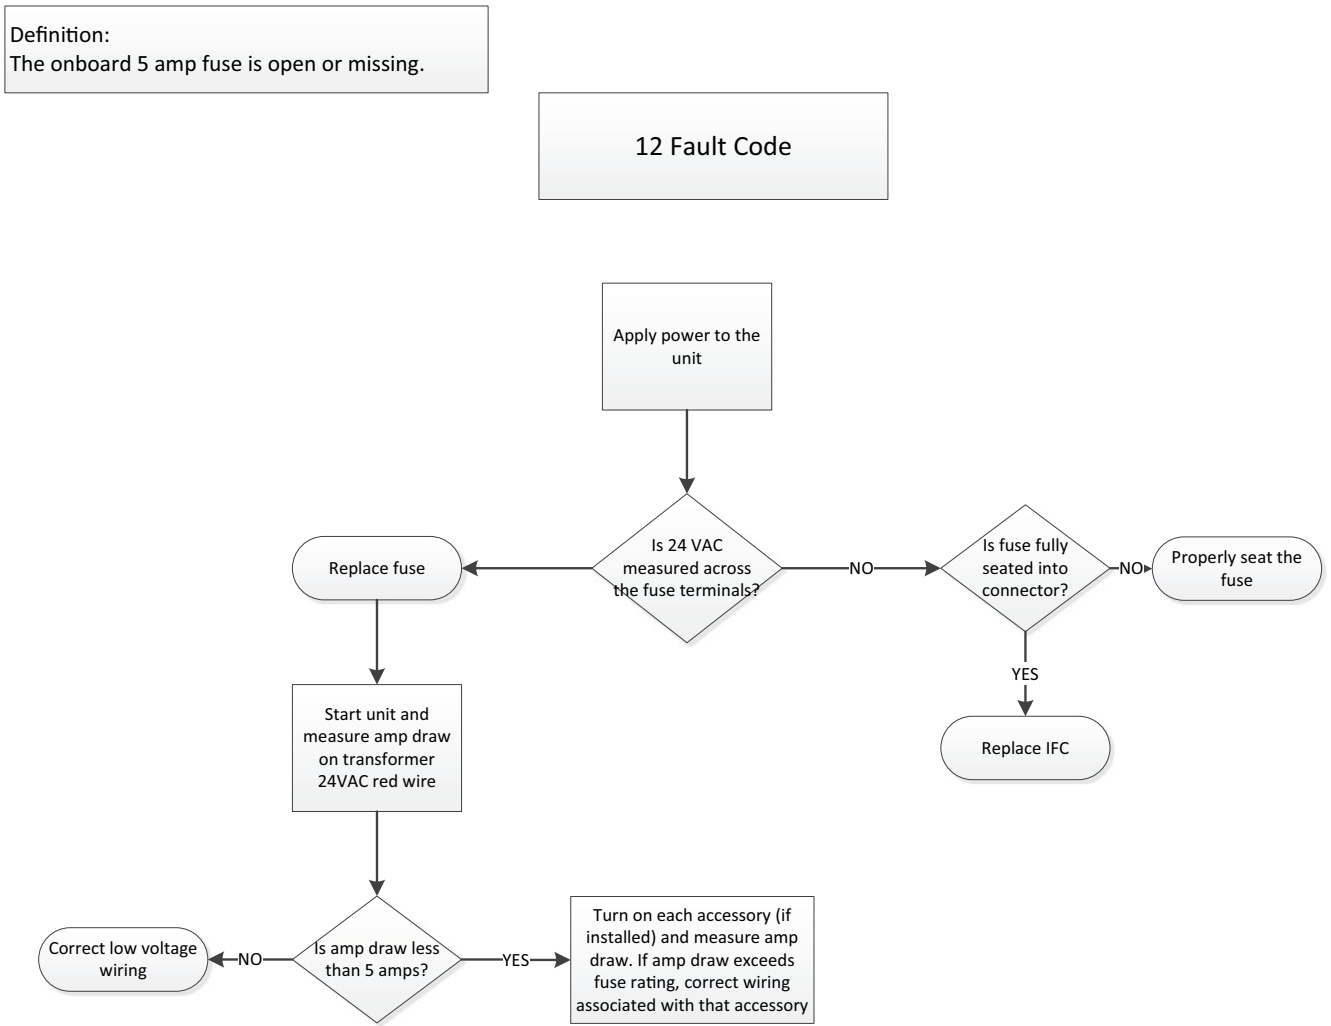 Definition:
The onboard 5 amp fuse is open or missing.
12 Fault Code
Apply power to the
unit
Is 24 VAC
measured across
the fuse terminals?
NO
Is fuse fully
seated into
connector?
NO
Properly seat the
fuse
YES
Replace IFC
Replace fuse
Start unit and
measure amp draw
on transformer
24VAC red wire
Is amp draw less
than 5 amps?
NO
Correct low voltage
wiring
YES
Turn on each accessory (if
installed) and measure amp
draw. If amp draw exceeds
fuse rating, correct wiring
associated with that accessory